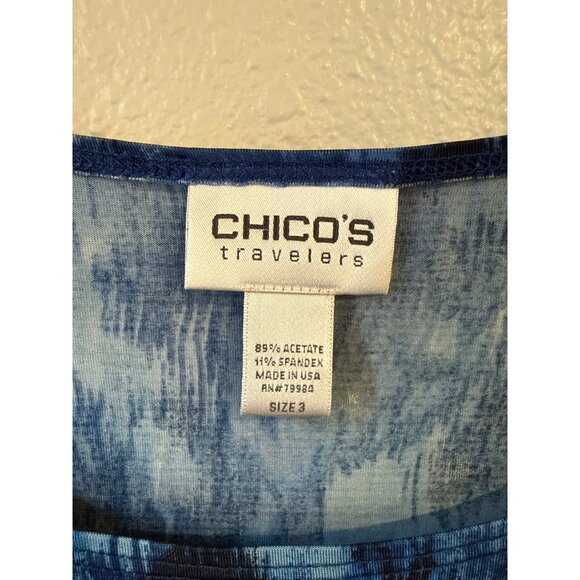 CHICO'S
travelers
89% ACETATE
11% SPANDEX
MADE IN USA
RN#79984
SIZE 3